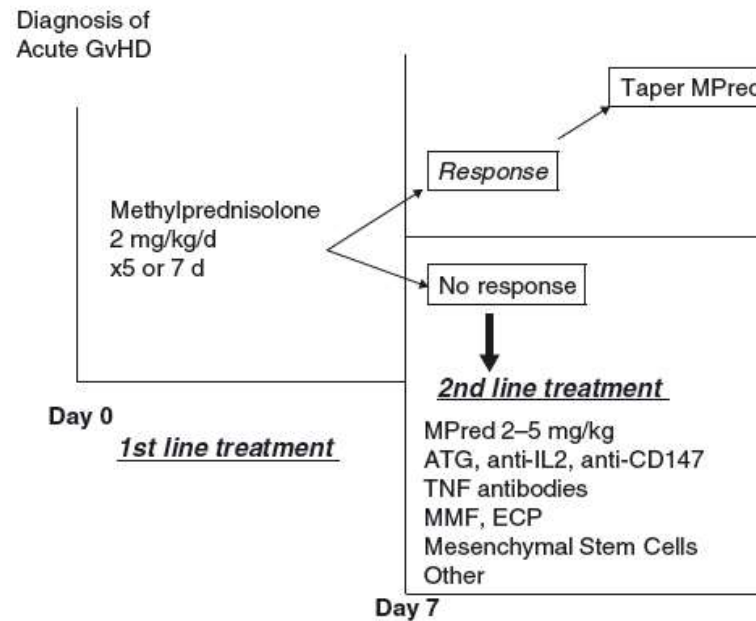 Diagnosis of
Acute GvHD
Methylprednisolone
2 mg/kg/d
x5 or 7 d
Day 0
1st line treatment
Response
Taper MPred
No response
2nd line treatment
MPred 2–5 mg/kg
ATG, anti-IL2, anti-CD147
TNF antibodies
MMF, ECP
Mesenchymal Stem Cells
Other
Day 7